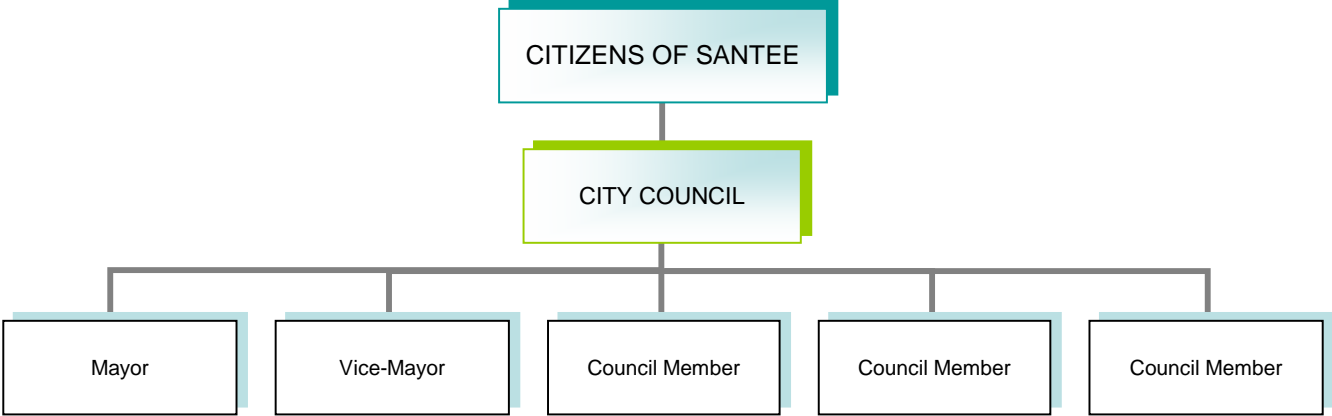 CITIZENS OF SANTEE
CITY COUNCIL
Mayor
Vice-Mayor
Council Member
Council Member
Council Member